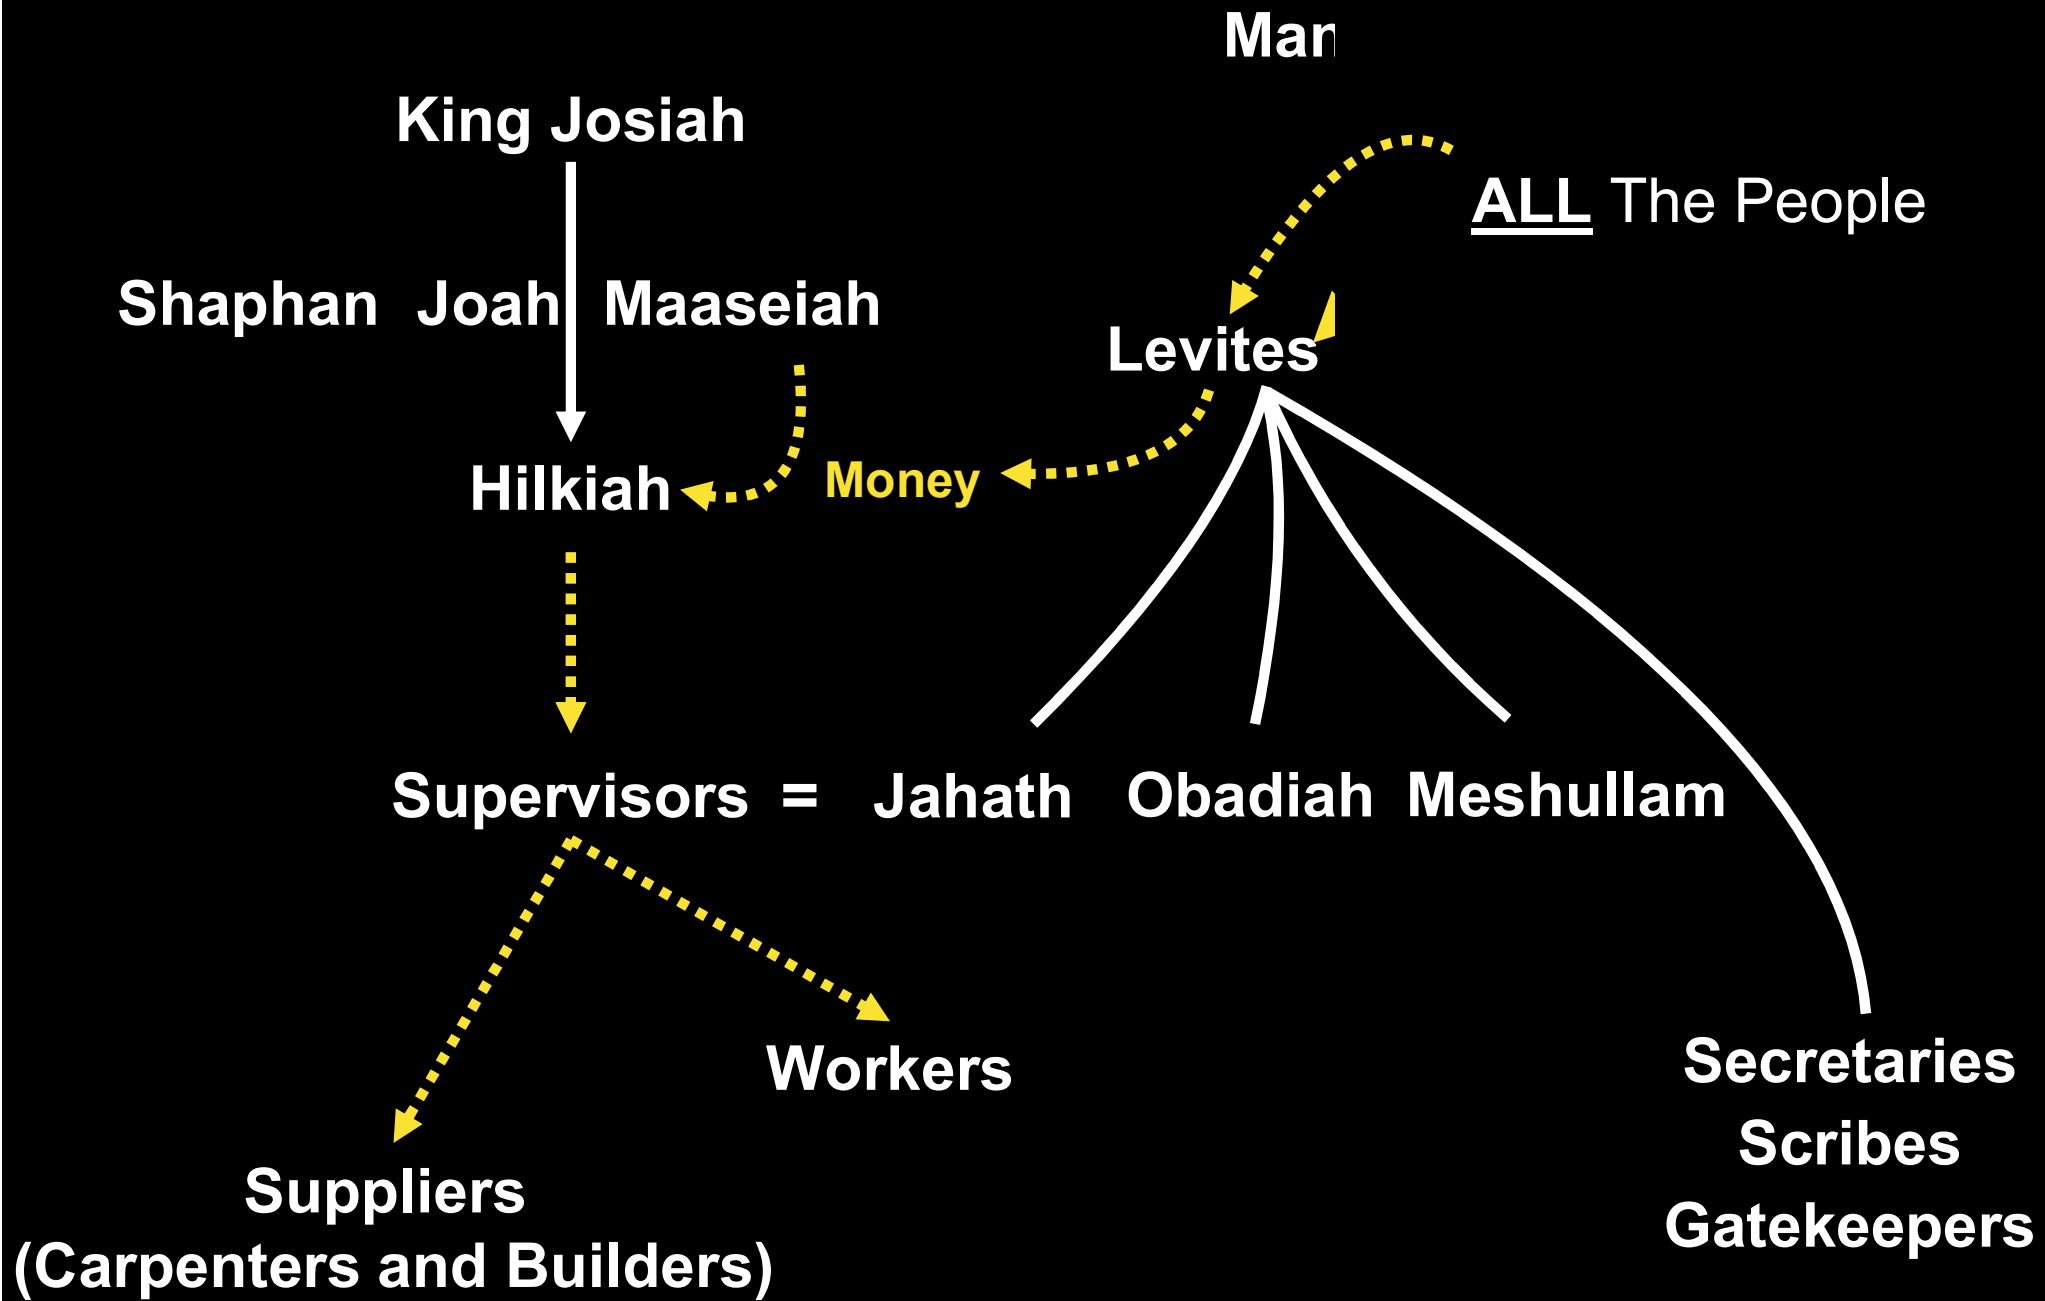 Man
King Josiah
ALL The People
Shaphan Joah Maaseiah
Levites
Hilkiah
Money
Supervisors = Jahath Obadiah Meshullam
Workers
Secretaries
Scribes
Gatekeepers
Suppliers
(Carpenters and Builders)